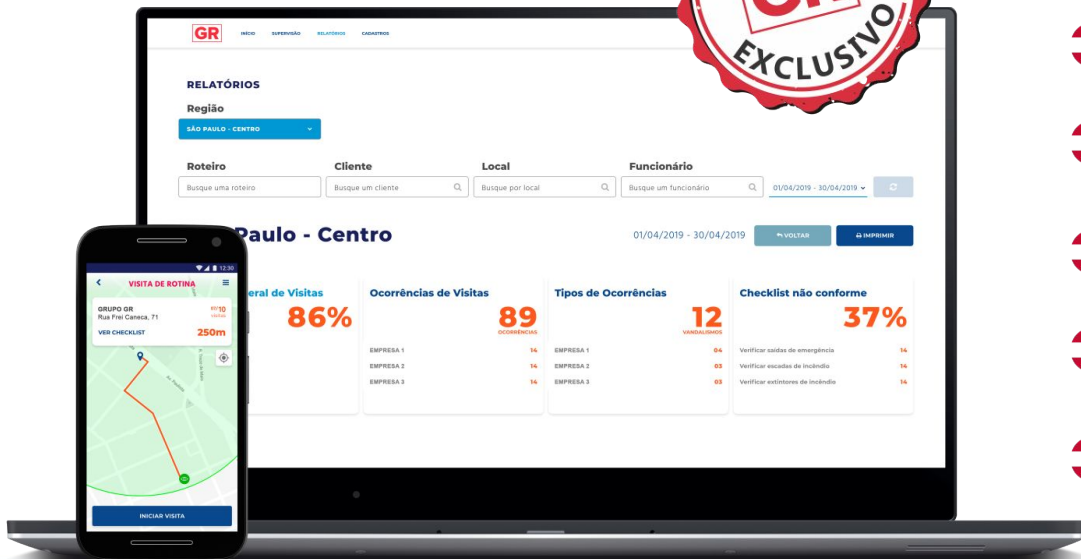 GR
EXCLUSIVO
GR
INÍCIO SUPERVISÃO RELATÓRIOS CADASTROS
RELATÓRIOS
Região
SÃO PAULO - CENTRO
Roteiro Cliente Local Funcionário
Busque uma roteiro Busque um cliente Busque por local Busque um funcionário 01/04/2019 - 30/04/2019
Paulo - Centro 01/04/2019 - 30/04/2019 VOLTAR IMPRIMIR
eral de Visitas
86%
Ocorrências de Visitas
89
OCORRÊNCIAS
EMPRESA 1 14
EMPRESA 2 14
EMPRESA 3 14
Tipos de Ocorrências
12
VANDALISMOS
EMPRESA 1 04
EMPRESA 2 03
EMPRESA 3 03
Checklist não conforme
37%
Verificar saídas de emergência 14
Verificar escadas de incêndio 14
Verificar extintores de incêndio 14
12:30
VISITA DE ROTINA
GRUPO GR
Rua Frei Caneca, 71
VER CHECKLIST 250m
Av. Paulista
INICIAR VISITA